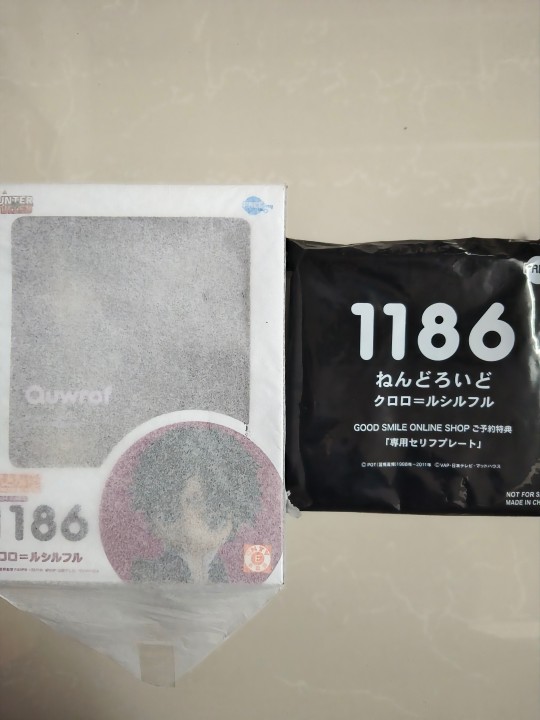 UNTER
Quwrof
1186
クロロ=ルシルフル
1186
ねんどろいど
クロロ=ルシルフル
GOOD SMILE ONLINE SHOP ご予約特典
「専用セリフプレート」
NOT FOR S
MADE IN CH